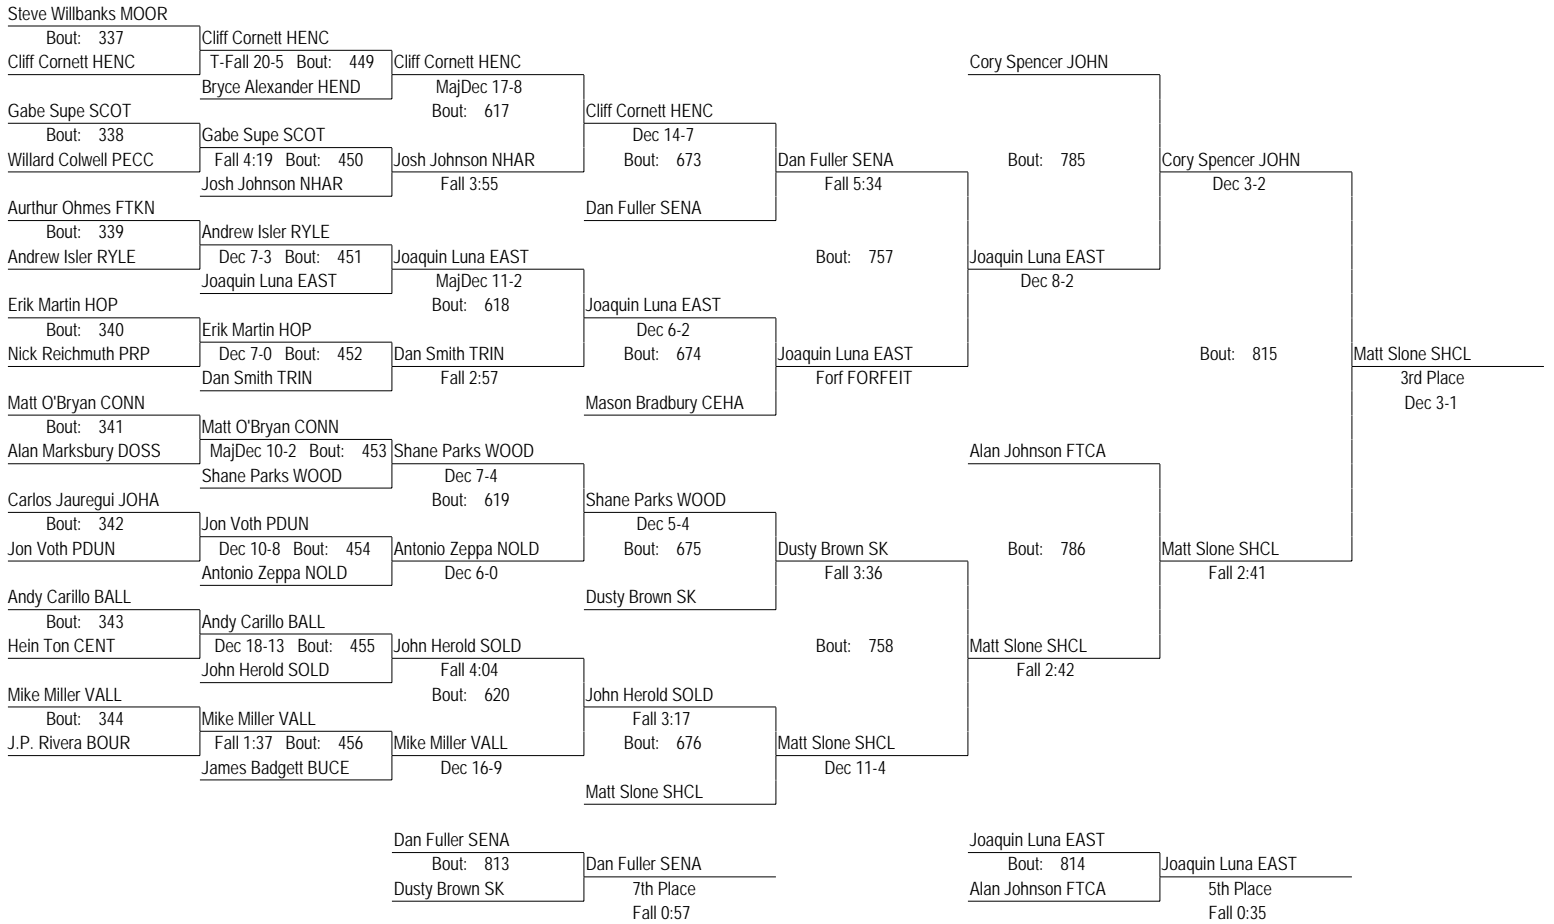 Steve Willbanks MOOR
Bout: 337
Cliff Cornett HENC
Gabe Supe SCOT
Bout: 338
Willard Colwell PECC
Aurthur Ohmes FTKN
Bout: 339
Andrew Isler RYLE
Erik Martin HOP
Bout: 340
Nick Reichmuth PRP
Matt O'Bryan CONN
Bout: 341
Alan Marksbury DOSS
Carlos Jauregui JOHA
Bout: 342
Jon Voth PDUN
Andy Carillo BALL
Bout: 343
Hein Ton CENT
Mike Miller VALL
Bout: 344
J.P. Rivera BOUR
Cliff Cornett HENC
T-Fall 20-5 Bout: 449
Bryce Alexander HEND
Gabe Supe SCOT
Fall 4:19 Bout: 450
Josh Johnson NHAR
Andrew Isler RYLE
Dec 7-3 Bout: 451
Joaquin Luna EAST
Erik Martin HOP
Dec 7-0 Bout: 452
Dan Smith TRIN
Matt O'Bryan CONN
MajDec 10-2 Bout: 453
Shane Parks WOOD
Jon Voth PDUN
Dec 10-8 Bout: 454
Antonio Zeppa NOLD
Andy Carillo BALL
Dec 18-13 Bout: 455
John Herold SOLD
Mike Miller VALL
Fall 1:37 Bout: 456
James Badgett BUCE
Cliff Cornett HENC
MajDec 17-8
Bout: 617
Josh Johnson NHAR
Fall 3:55
Joaquin Luna EAST
MajDec 11-2
Bout: 618
Dan Smith TRIN
Fall 2:57
Shane Parks WOOD
Dec 7-4
Bout: 619
Antonio Zeppa NOLD
Dec 6-0
John Herold SOLD
Fall 4:04
Bout: 620
Mike Miller VALL
Dec 16-9
Cliff Cornett HENC
Dec 14-7
Bout: 673
Dan Fuller SENA
Joaquin Luna EAST
Dec 6-2
Bout: 674
Mason Bradbury CEHA
Shane Parks WOOD
Dec 5-4
Bout: 675
Dusty Brown SK
John Herold SOLD
Fall 3:17
Bout: 676
Matt Slone SHCL
Dan Fuller SENA
Fall 5:34
Bout: 757
Joaquin Luna EAST
Forf FORFEIT
Dusty Brown SK
Fall 3:36
Bout: 758
Matt Slone SHCL
Dec 11-4
Cory Spencer JOHN
Bout: 785
Joaquin Luna EAST
Dec 8-2
Alan Johnson FTCA
Bout: 786
Matt Slone SHCL
Fall 2:42
Cory Spencer JOHN
Dec 3-2
Bout: 815
Matt Slone SHCL
Fall 2:41
Matt Slone SHCL
3rd Place
Dec 3-1
Dan Fuller SENA
Bout: 813
Dusty Brown SK
Dan Fuller SENA
7th Place
Fall 0:57
Joaquin Luna EAST
Bout: 814
Alan Johnson FTCA
Joaquin Luna EAST
5th Place
Fall 0:35